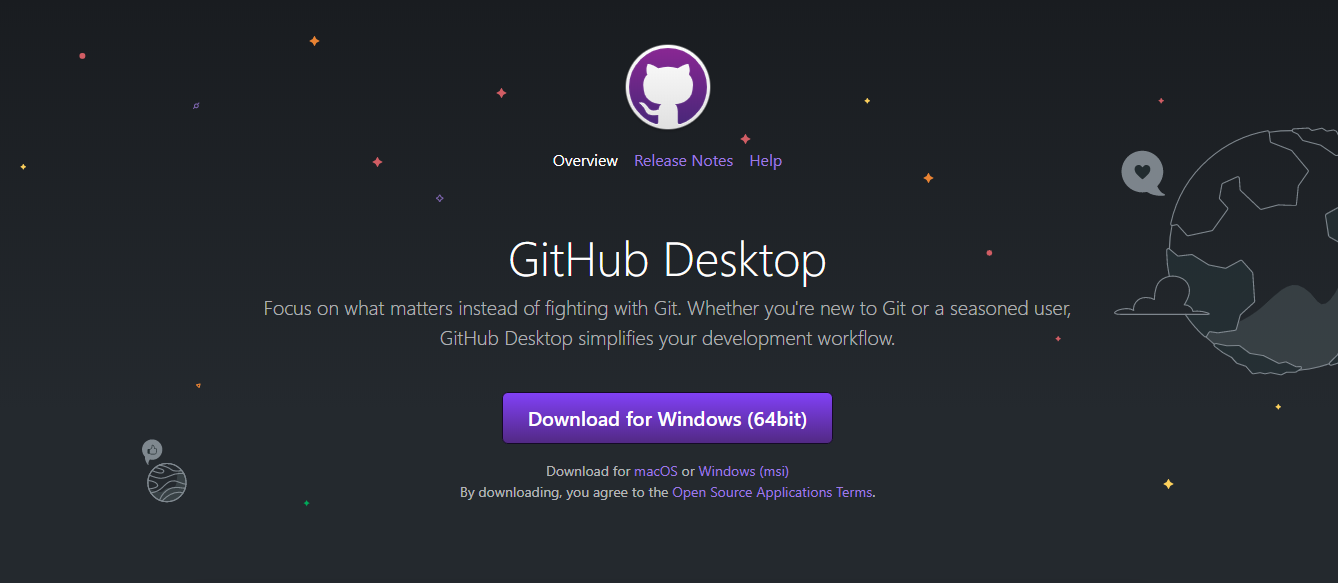 Overview Release Notes Help
GitHub Desktop
Focus on what matters instead of fighting with Git. Whether you're new to Git or a seasoned user,
GitHub Desktop simplifies your development workflow.
Download for Windows (64bit)
Download for macOS or Windows (msi)
By downloading, you agree to the Open Source Applications Terms.